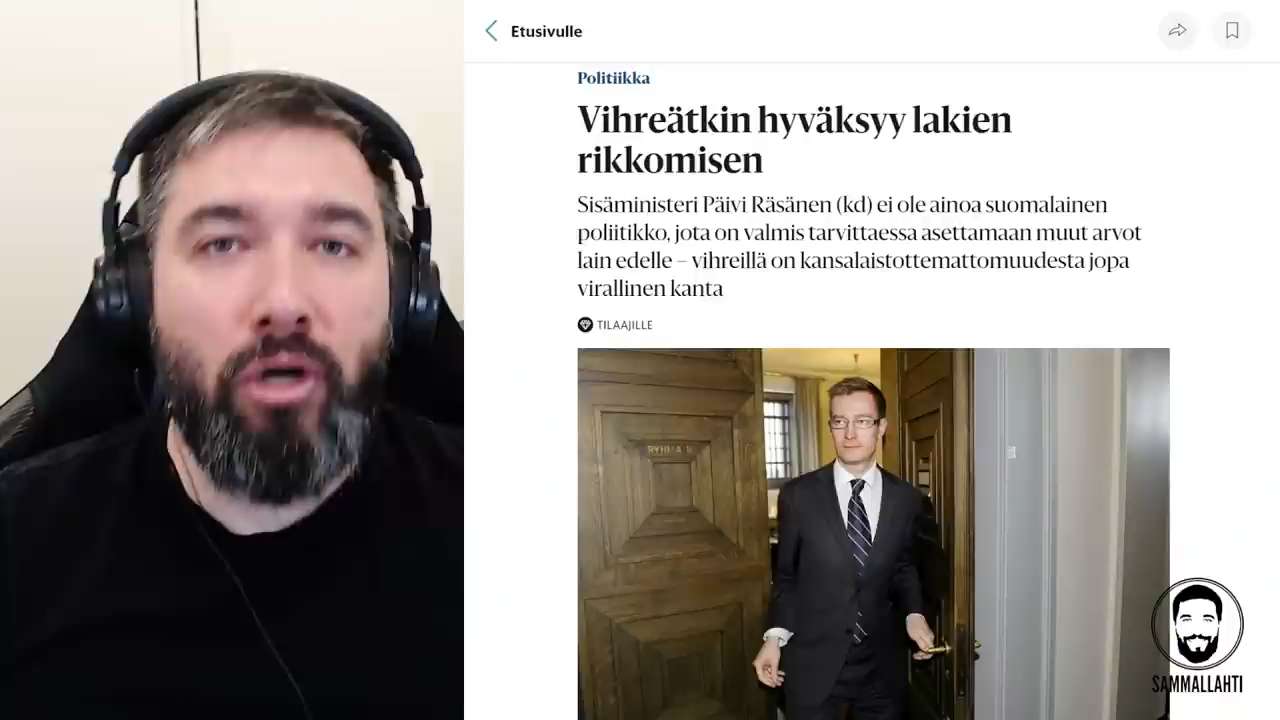 Etusivulle
Politiikka
Vihreätkin hyväksyy lakien
rikkomisen
Sisäministeri Päivi Räsänen (kd) ei ole ainoa suomalainen
poliitikko, jota on valmis tarvittaessa asettamaan muut arvot
lain edelle – vihreillä on kansalaistottemattomuudesta jopa
virallinen kanta
TILAAJILLE
SAMMALLAHTI